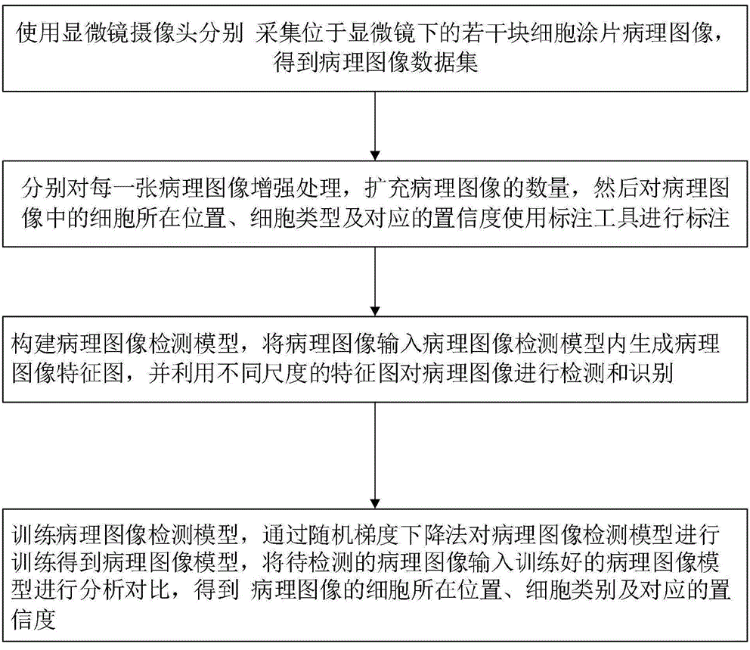 使用显微镜摄像头分别 采集位于显微镜下的若干块细胞涂片病理图像，
得到病理图像数据集
分别对每一张病理图像增强处理，扩充病理图像的数量，然后对病理图
像中的细胞所在位置、细胞类型及对应的置信度使用标注工具进行标注
构建病理图像检测模型，将病理图像输入病理图像检测模型内生成病理
图像特征图，并利用不同尺度的特征图对病理图像进行检测和识别
训练病理图像检测模型，通过随机梯度下降法对病理图像检测模型进行
训练得到病理图像模型，将待检测的病理图像输入训练好的病理图像模
型进行分析对比，得到 病理图像的细胞所在位置、细胞类别及对应的置
信度